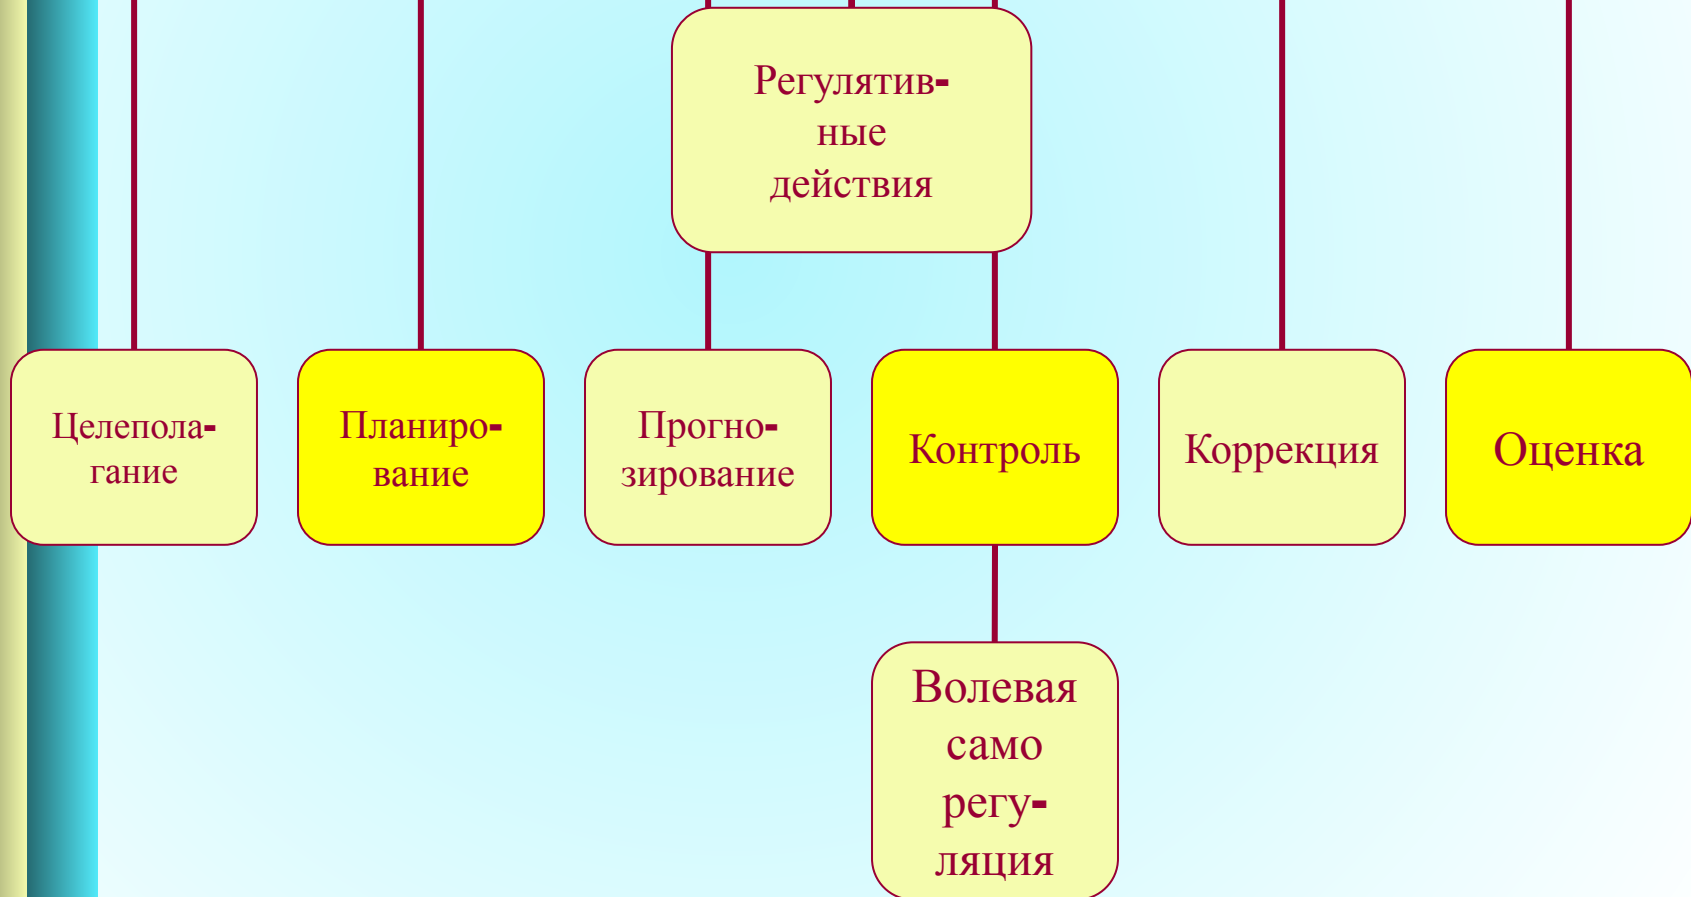 Регулятив-
ные
действия
Целепола-
гание
Планиро-
вание
Прогно-
зирование
Контроль
Коррекция
Оценка
Волевая
само
регу-
ляция